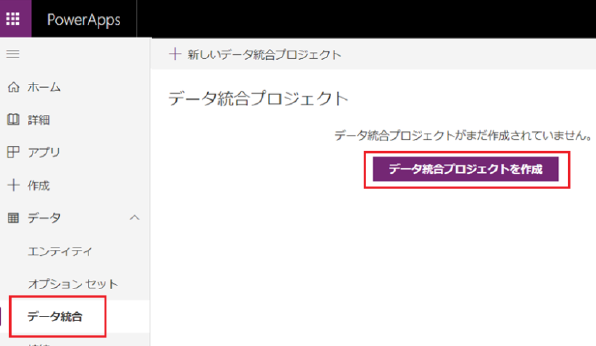 PowerApps
+ 新しいデータ統合プロジェクト
ホーム
データ統合プロジェクト
詳細
データ統合プロジェクトがまだ作成されていません。
アプリ
データ統合プロジェクトを作成
作成
データ
エンティティ
オプション セット
データ統合